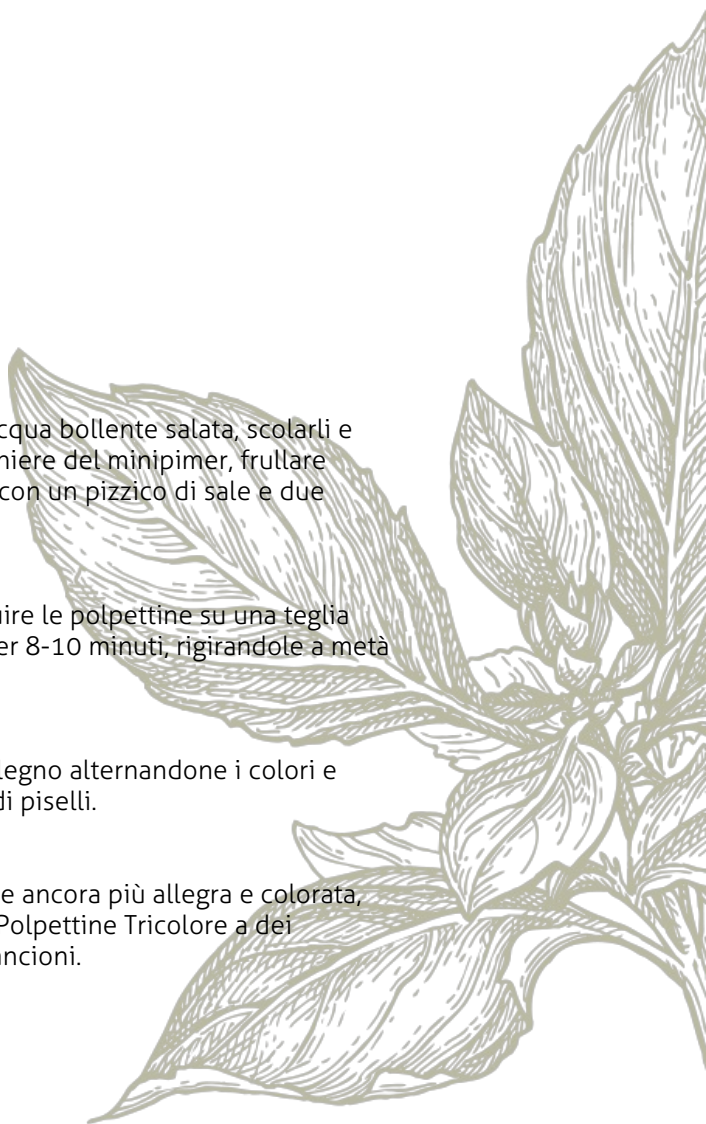 cqua bollente salata, scolarli e
hiere del minipimer, frullare
con un pizzico di sale e due
uire le polpettine su una teglia
er 8-10 minuti, rigirandole a metà
legno alternandone i colori e
di piselli.
e ancora più allegra e colorata,
Polpettine Tricolore a dei
ancioni.